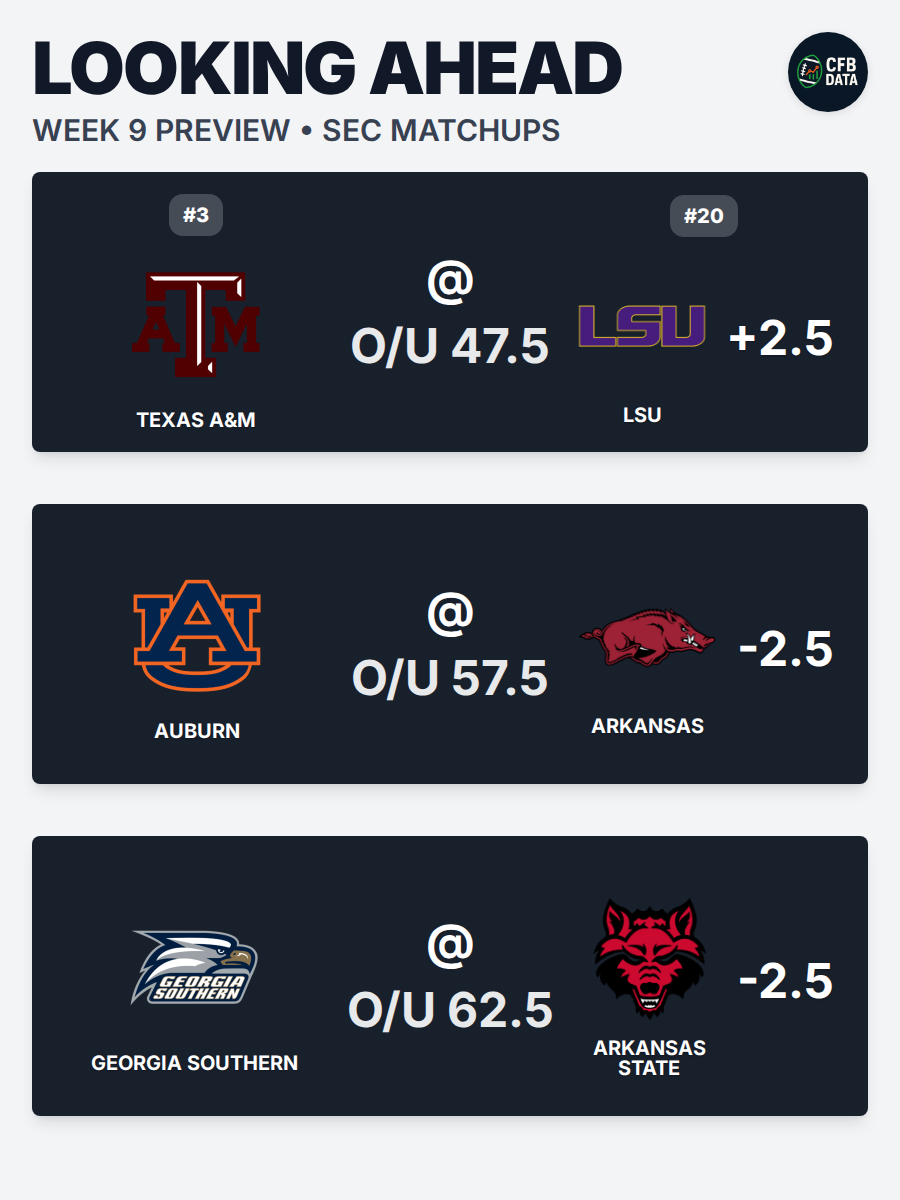 LOOKING AHEAD
CFB
DATA
WEEK 9 PREVIEW • SEC MATCHUPS
#3
#20
@
ATM
O/U 47.5
LSU
+2.5
TEXAS A&M
LSU
@
AU
O/U 57.5
-2.5
AUBURN
ARKANSAS
@
GEORGIA
SOUTHERN
O/U 62.5
-2.5
GEORGIA SOUTHERN
ARKANSAS
STATE